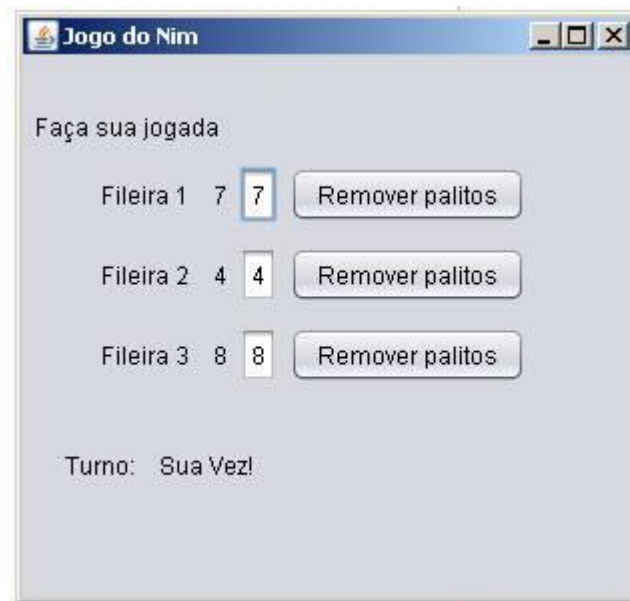 Jogo do Nim
Faça sua jogada
Fileira 1 7 7 Remover palitos
Fileira 2 4 4 Remover palitos
Fileira 3 8 8 Remover palitos
Turno: Sua Vez!